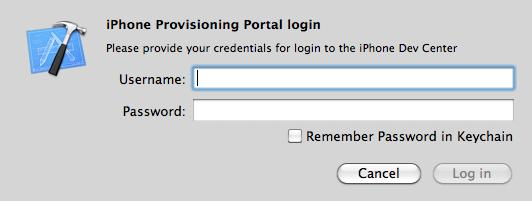 iPhone Provisioning Portal login
Please provide your credentials for login to the iPhone Dev Center
Username:
Password:
Remember Password in Keychain
Cancel Log in